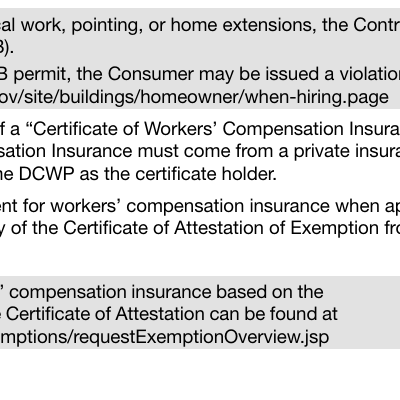 al work, pointing, or home extensions, the Contr
B).
B permit, the Consumer may be issued a violatio
ov/site/buildings/homeowner/when-hiring.page
f a “Certificate of Workers’ Compensation Insura
sation Insurance must come from a private insura
he DCWP as the certificate holder.
ent for workers’ compensation insurance when ap
y of the Certificate of Attestation of Exemption fro
’ compensation insurance based on the
e Certificate of Attestation can be found at
mptions/requestExemptionOverview.jsp